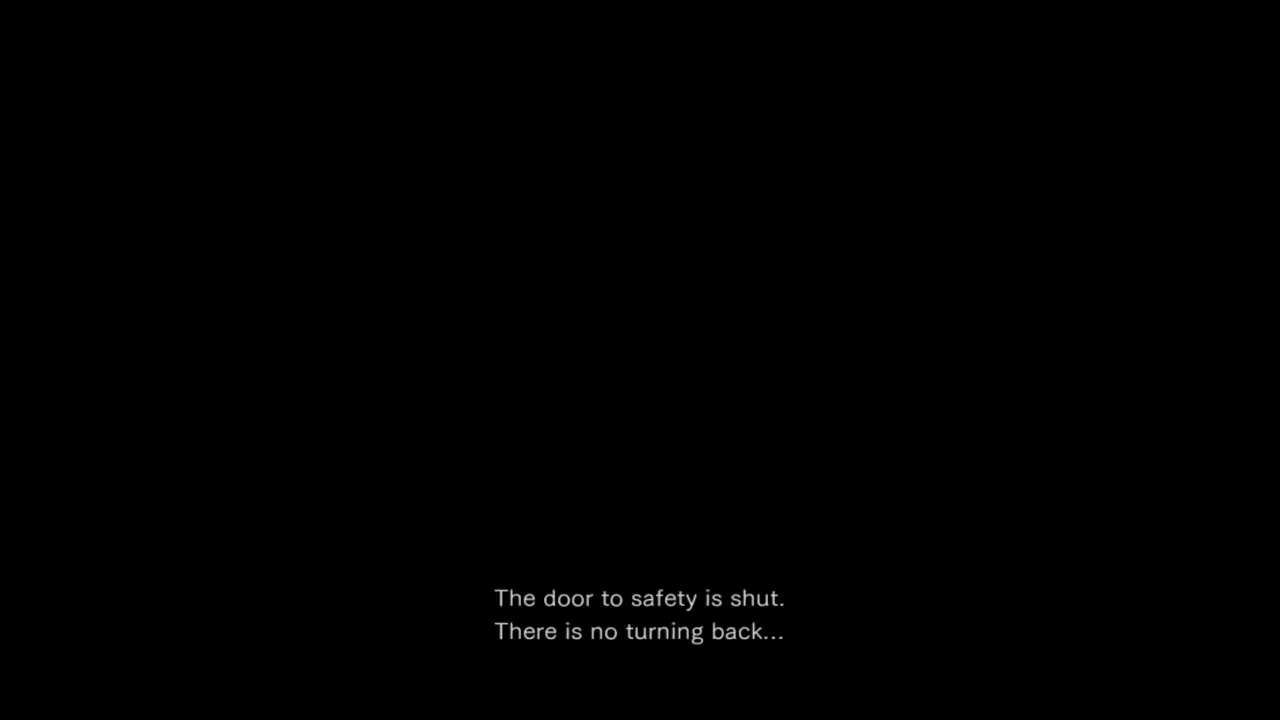 The door to safety is shut.
There is no turning back...